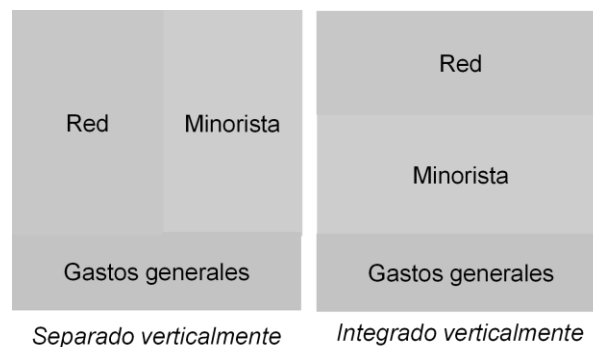 Red
Minorista
Gastos generales
Separado verticalmente
Red
Minorista
Gastos generales
Integrado verticalmente